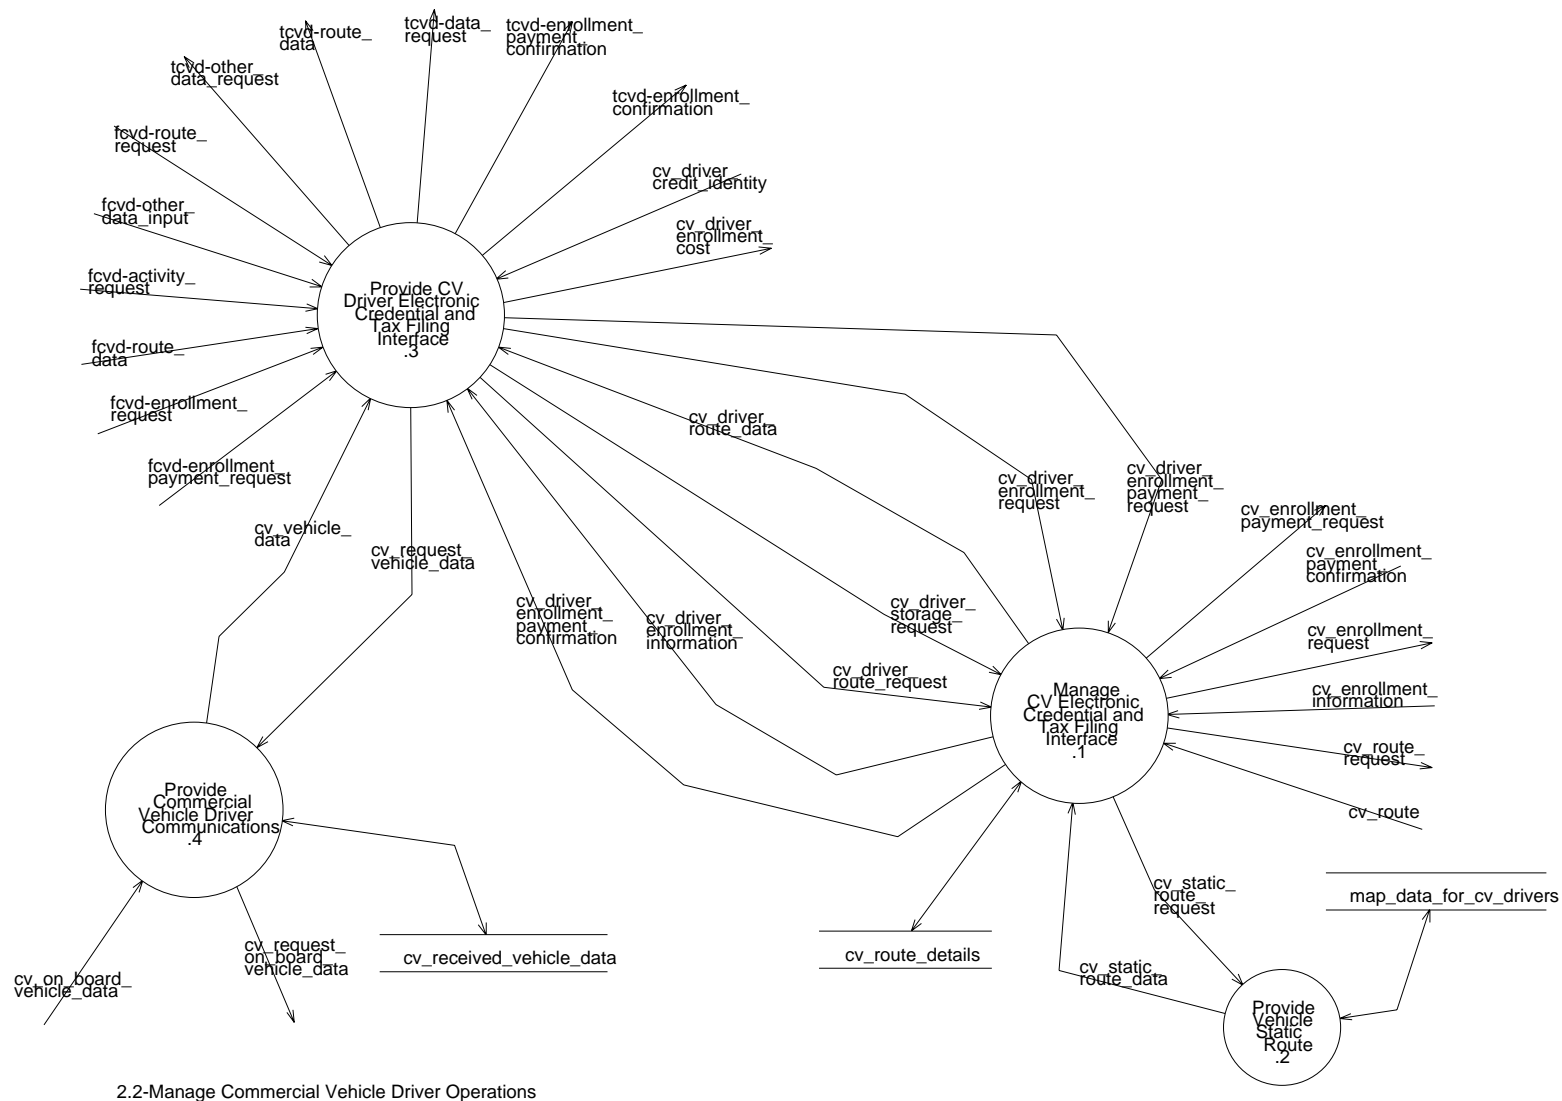 tcvd-route_
data
tcvd-data_
request
tcvd-enrollment_
payment_
confirmation
tcvd-other_
data_request
tcvd-enrollment_
confirmation
fcvd-route_
request
cv_driver_
credit_identity
fcvd-other_
data_input
cv_driver_
enrollment_
cost
fcvd-activity_
request
Provide CV
Driver Electronic
Credential and
Tax Filing
Interface
.3
fcvd-route_
data
fcvd-enrollment_
request
fcvd-enrollment_
payment_request
cv_driver_
route_data
cv_driver_
enrollment_
request
cv_driver_
enrollment_
payment_
request
cv_enrollment_
payment_request
cv_vehicle_
data
cv_request_
vehicle_data
cv_enrollment_
payment_
confirmation
cv_driver_
enrollment_
payment_
confirmation
cv_driver_
enrollment_
information
cv_driver_
storage_
request_
cv_driver_
route_request
cv_enrollment_
request
cv_enrollment_
information
Manage
CV Electronic
Credential and
Tax Filing
Interface
.1
cv_route_
request
cv_route
Provide
Commercial
Vehicle Driver
Communications
.4
cv_static_
route_
request
map_data_for_cv_drivers
cv_on_board_
vehicle_data
cv_request_
on_board_
vehicle_data
cv_received_vehicle_data
cv_route_details
cv_static_
route_data
Provide
Vehicle
Static
Route
.2
2.2-Manage Commercial Vehicle Driver Operations